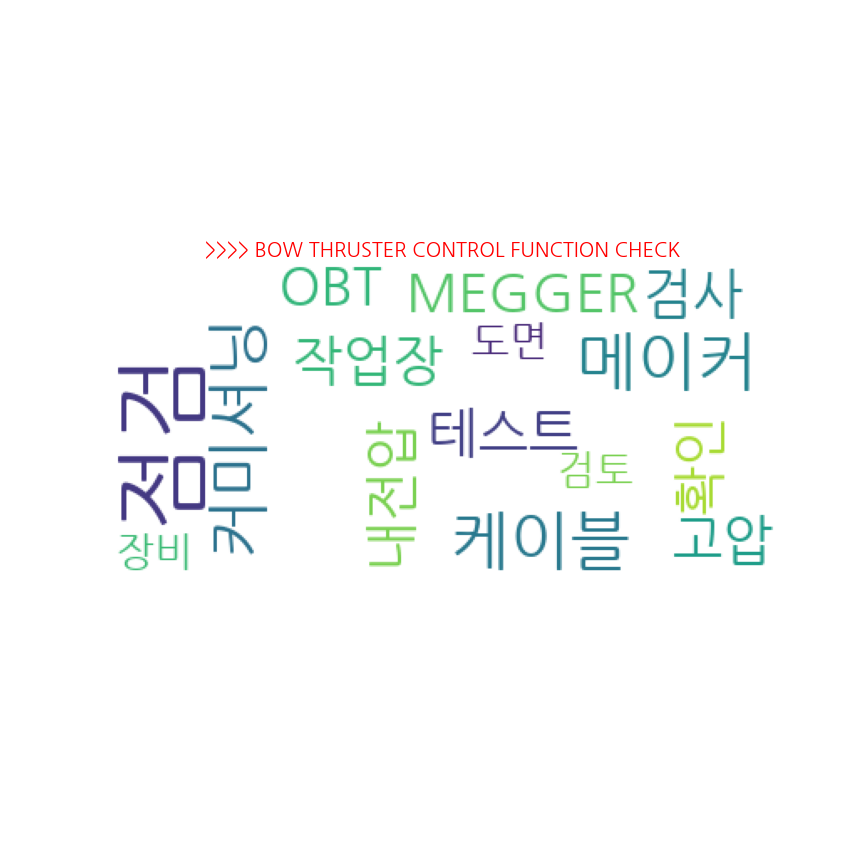 >>>> BOW THRUSTER CONTROL FUNCTION CHECK
OBT
MEGGER
검사
작업장
도면
메이커
점검
커미셔닝
테스트
내전압
검토
확인
장비
케이블
고압